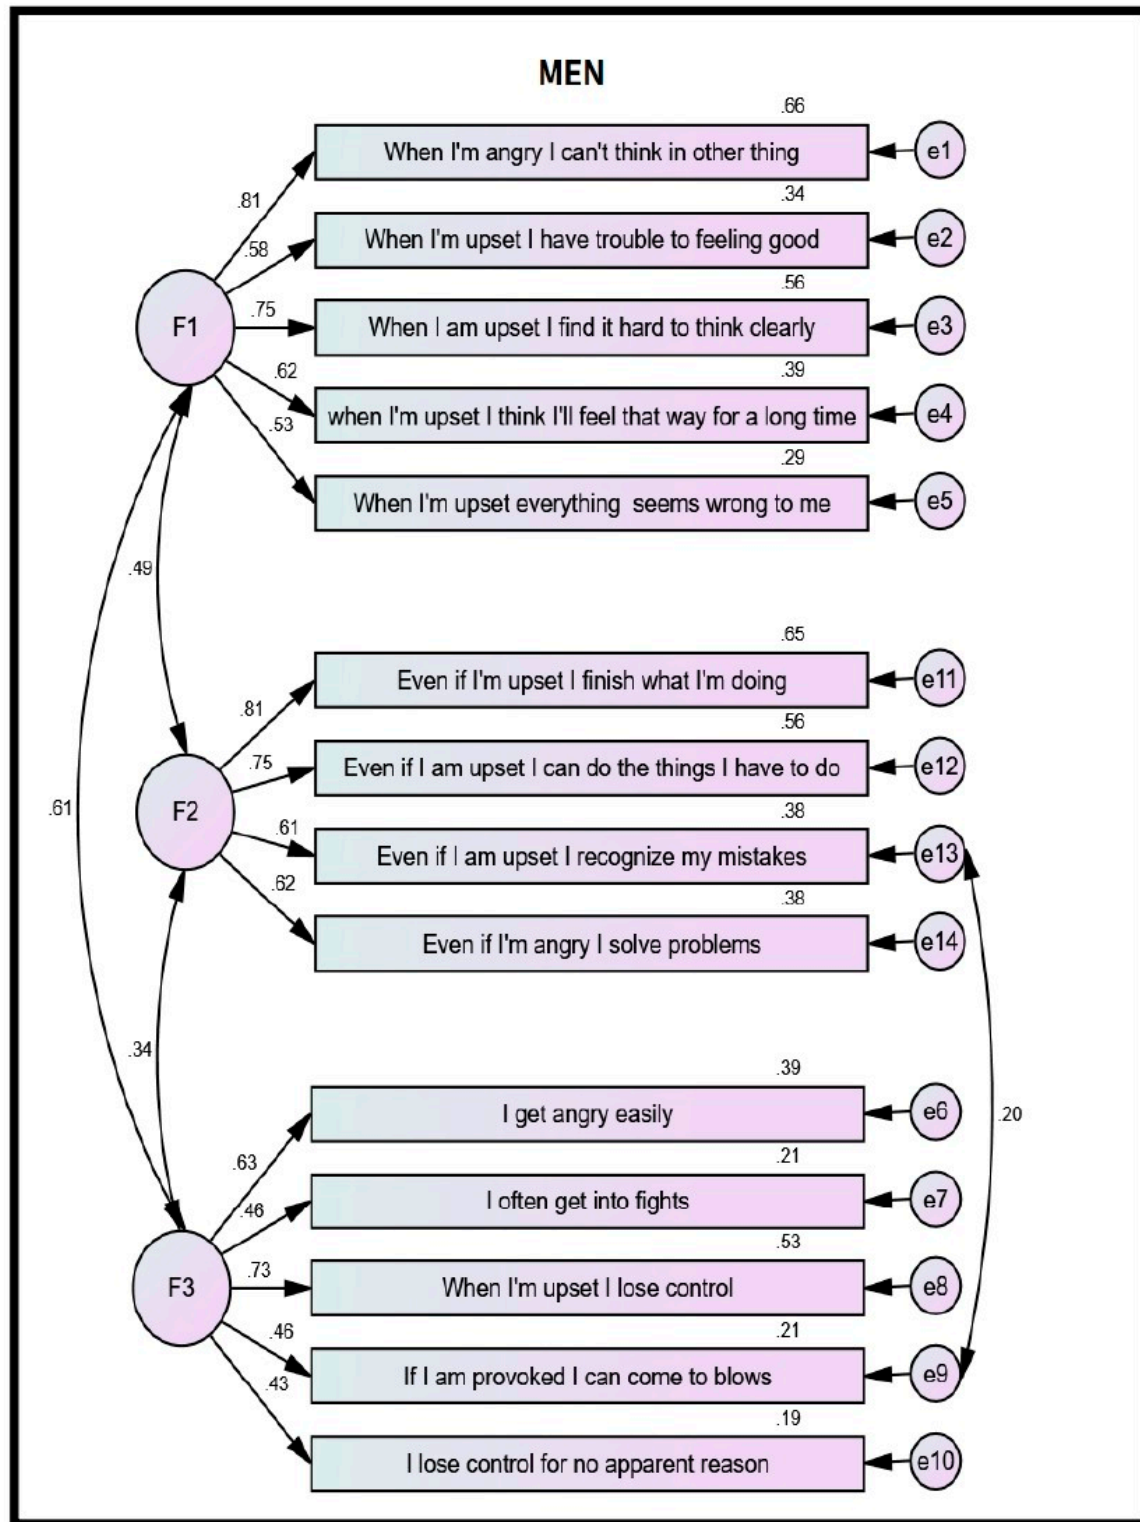 MEN
.66
When I'm angry I can't think in other thing
e1
.81
.34
When I'm upset I have trouble to feeling good
e2
.58
.56
When I am upset I find it hard to think clearly
e3
.75
F1
.39
when I'm upset I think I'll feel that way for a long time
e4
.62
.53
.29
When I'm upset everything  seems wrong to me
e5
.49
.65
Even if I'm upset I finish what I'm doing
e11
.81
.56
Even if I am upset I can do the things I have to do
e12
.75
F2
.61
.38
Even if I am upset I recognize my mistakes
e13
.61
.62
.38
Even if I'm angry I solve problems
e14
.34
.39
I get angry easily
e6
.20
.63
.21
I often get into fights
e7
.46
.53
When I'm upset I lose control
e8
.73
F3
.21
If I am provoked I can come to blows
e9
.46
.43
.19
I lose control for no apparent reason
e10